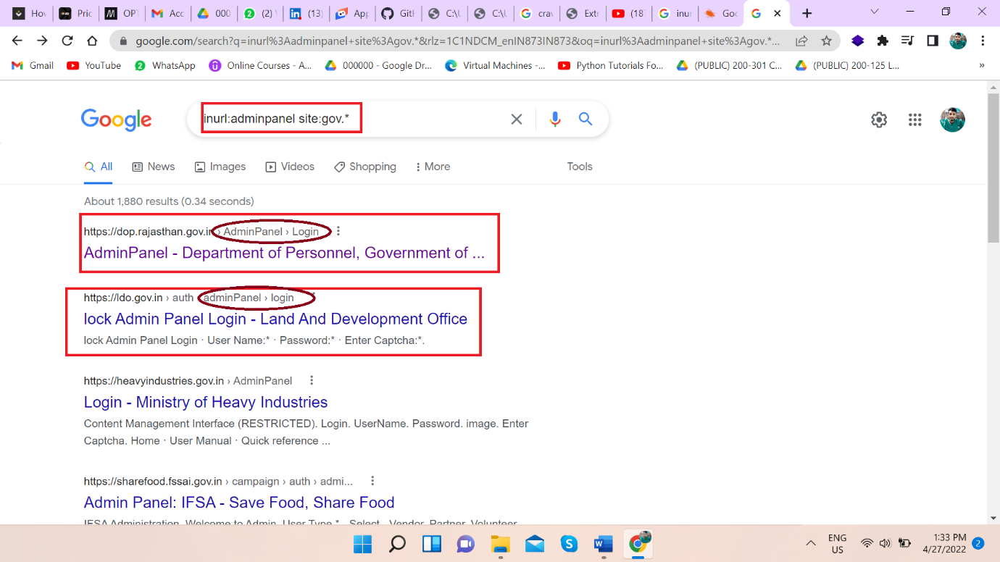 Hov
Pric
OPT
Acc
000
(2) \
(13)
App
GitH
C:\U
C:\U
crav
Extr
(18
inur
Goc
google.com/search?q=inurl%3Aadminpanel+site%3Agov.*&rlz=1C1NDCM_enIN873IN873&oq=inurl%3Aadminpanel+site%3Agov.*...
Gmail
YouTube
WhatsApp
Online Courses - A...
000000 - Google Dr...
Virtual Machines -...
Python Tutorials Fo...
(PUBLIC) 200-301 C...
(PUBLIC) 200-125 L...
»
Google
inurl:adminpanel site:gov.*
All
News
Images
Videos
Shopping
More
Tools
About 1,880 results (0.34 seconds)
https://dop.rajasthan.gov.in › AdminPanel › Login
AdminPanel - Department of Personnel, Government of ...
https://ldo.gov.in › auth › adminPanel › login
lock Admin Panel Login - Land And Development Office
lock Admin Panel Login · User Name:* · Password:* · Enter Captcha:*.
https://heavyindustries.gov.in › AdminPanel
Login - Ministry of Heavy Industries
Content Management Interface (RESTRICTED). Login. UserName. Password. image. Enter
Captcha. Home · User Manual · Quick reference ...
https://sharefood.fssai.gov.in › campaign › auth › admi...
Admin Panel: IFSA - Save Food, Share Food
IFSA Administration. Welcome to Admin. User Type *. Select. Vendor. Partner. Volunteer.
ENG
US
1:33 PM
4/27/2022
2